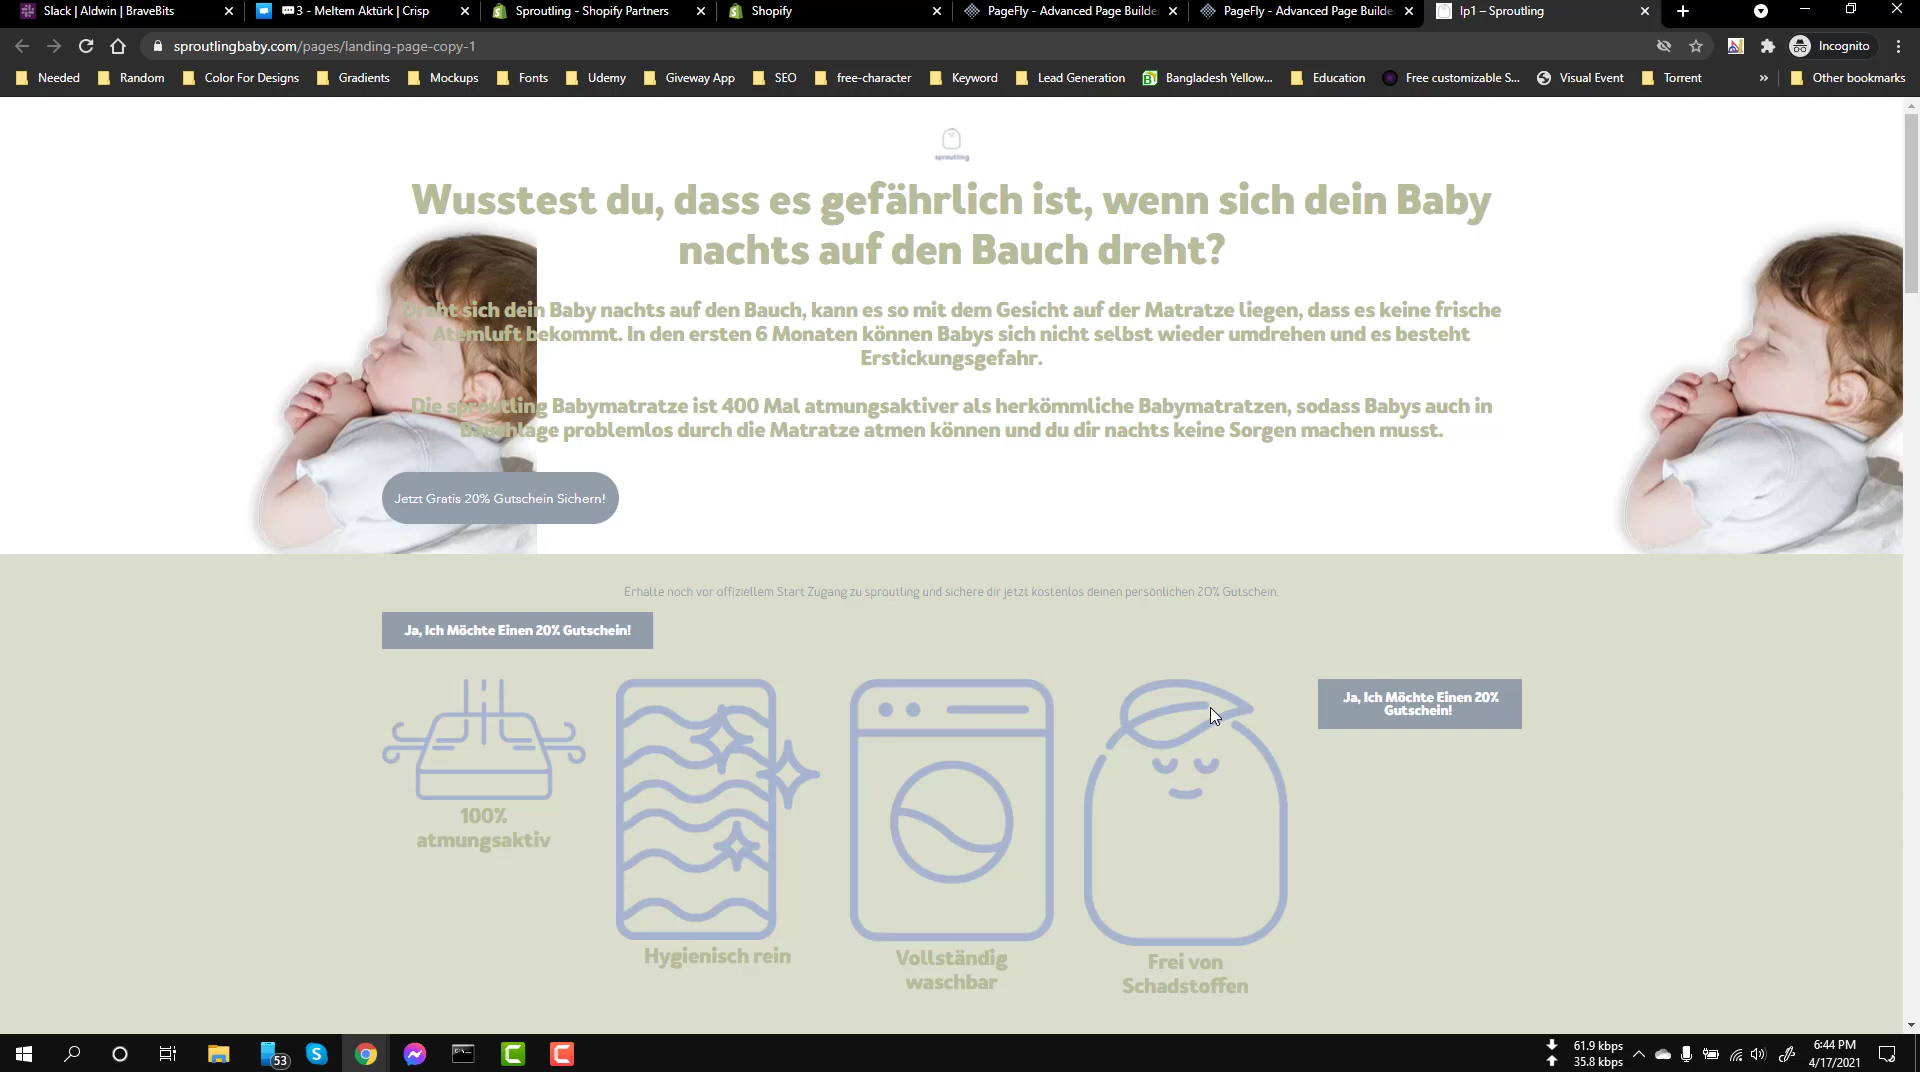 Slack | Aldwin | BraveBits
3 - Meltem Aktürk | Crisp
Sproutling - Shopify Partners
Shopify
PageFly - Advanced Page Builde
PageFly - Advanced Page Builde
lp1 – Sproutling
sproutlingbaby.com/pages/landing-page-copy-1
Incognito
Needed
Random
Color For Designs
Gradients
Mockups
Fonts
Udemy
Giveway App
SEO
free-character
Keyword
Lead Generation
Bangladesh Yellow...
Education
Free customizable S...
Visual Event
Torrent
»
Other bookmarks
sproutling
Wusstest du, dass es gefährlich ist, wenn sich dein Baby
nachts auf den Bauch dreht?
Dreht sich dein Baby nachts auf den Bauch, kann es so mit dem Gesicht auf der Matratze liegen, dass es keine frische
Atemluft bekommt. In den ersten 6 Monaten können Babys sich nicht selbst wieder umdrehen und es besteht
Erstickungsgefahr.
Die sproutling Babymatratze ist 400 Mal atmungsaktiver als herkömmliche Babymatratzen, sodass Babys auch in
Bauchlage problemlos durch die Matratze atmen können und du dir nachts keine Sorgen machen musst.
Jetzt Gratis 20% Gutschein Sichern!
Erhalte noch vor offiziellem Start Zugang zu sproutling und sichere dir jetzt kostenlos deinen persönlichen 20% Gutschein.
Ja, Ich Möchte Einen 20% Gutschein!
Ja, Ich Möchte Einen 20%
Gutschein!
100%
atmungsaktiv
Hygienisch rein
Vollständig
waschbar
Frei von
Schadstoffen
53
61.9 kbps
35.8 kbps
6:44 PM
4/17/2021